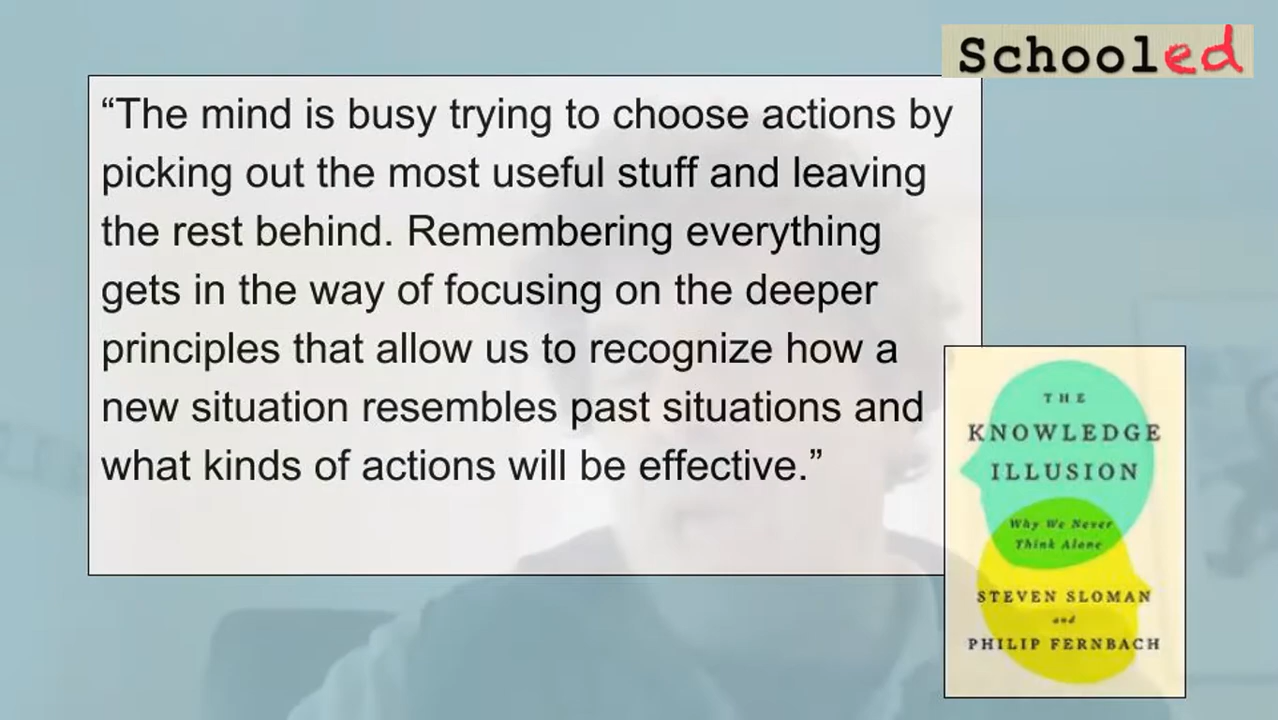 Schooled
“The mind is busy trying to choose actions by
picking out the most useful stuff and leaving
the rest behind. Remembering everything
gets in the way of focusing on the deeper
principles that allow us to recognize how a
new situation resembles past situations and
what kinds of actions will be effective.”
THE
KNOWLEDGE
ILLUSION
Why We Never
Think Alone
STEVEN SLOMAN
and
PHILIP FERNBACH